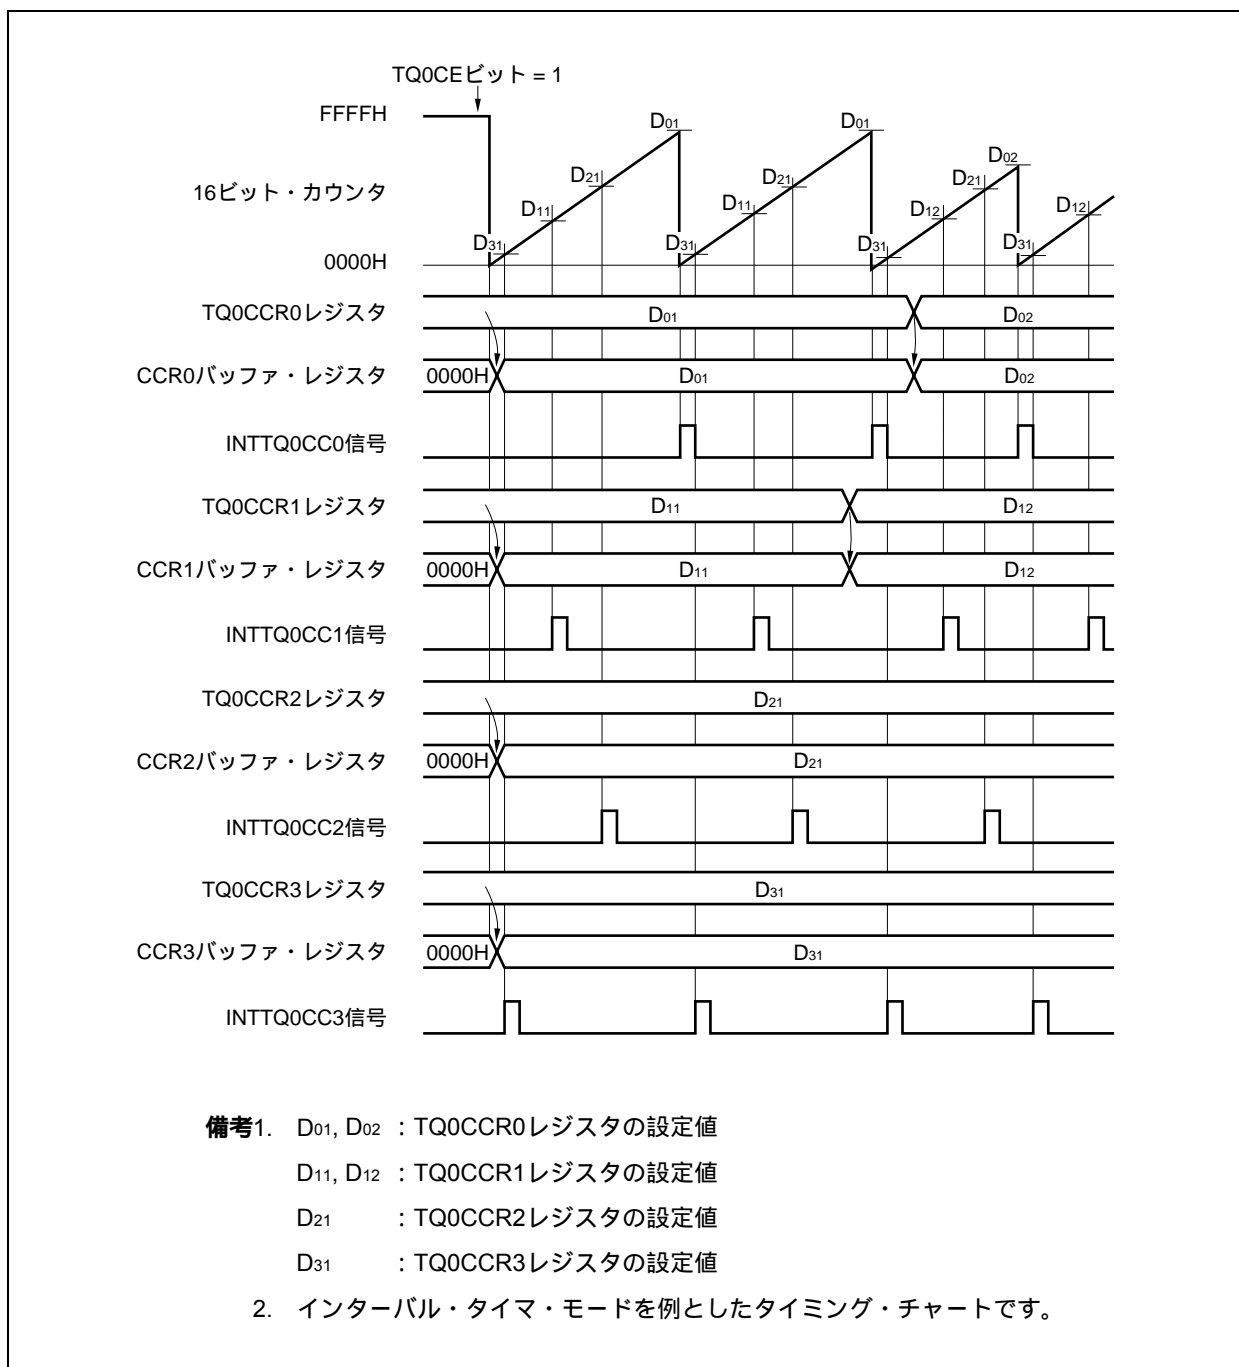 TQ0CEビット = 1
FFFFH
D01 D01
D02
D21 D21 D21
16ビット・カウンタ
D11 D11 D12 D12
D31 D31 D31 D31
0000H
TQ0CCR0レジスタ D01 D02
CCR0バッファ・レジスタ 0000H D01 D02
INTTQ0CC0信号
TQ0CCR1レジスタ D11 D12
CCR1バッファ・レジスタ 0000H D11 D12
INTTQ0CC1信号
TQ0CCR2レジスタ D21
CCR2バッファ・レジスタ 0000H D21
INTTQ0CC2信号
TQ0CCR3レジスタ D31
CCR3バッファ・レジスタ 0000H D31
INTTQ0CC3信号
備考1. D01, D02 : TQ0CCR0レジスタの設定値
D11, D12 : TQ0CCR1レジスタの設定値
D21 : TQ0CCR2レジスタの設定値
D31 : TQ0CCR3レジスタの設定値
2. インターバル・タイマ・モードを例としたタイミング・チャートです。